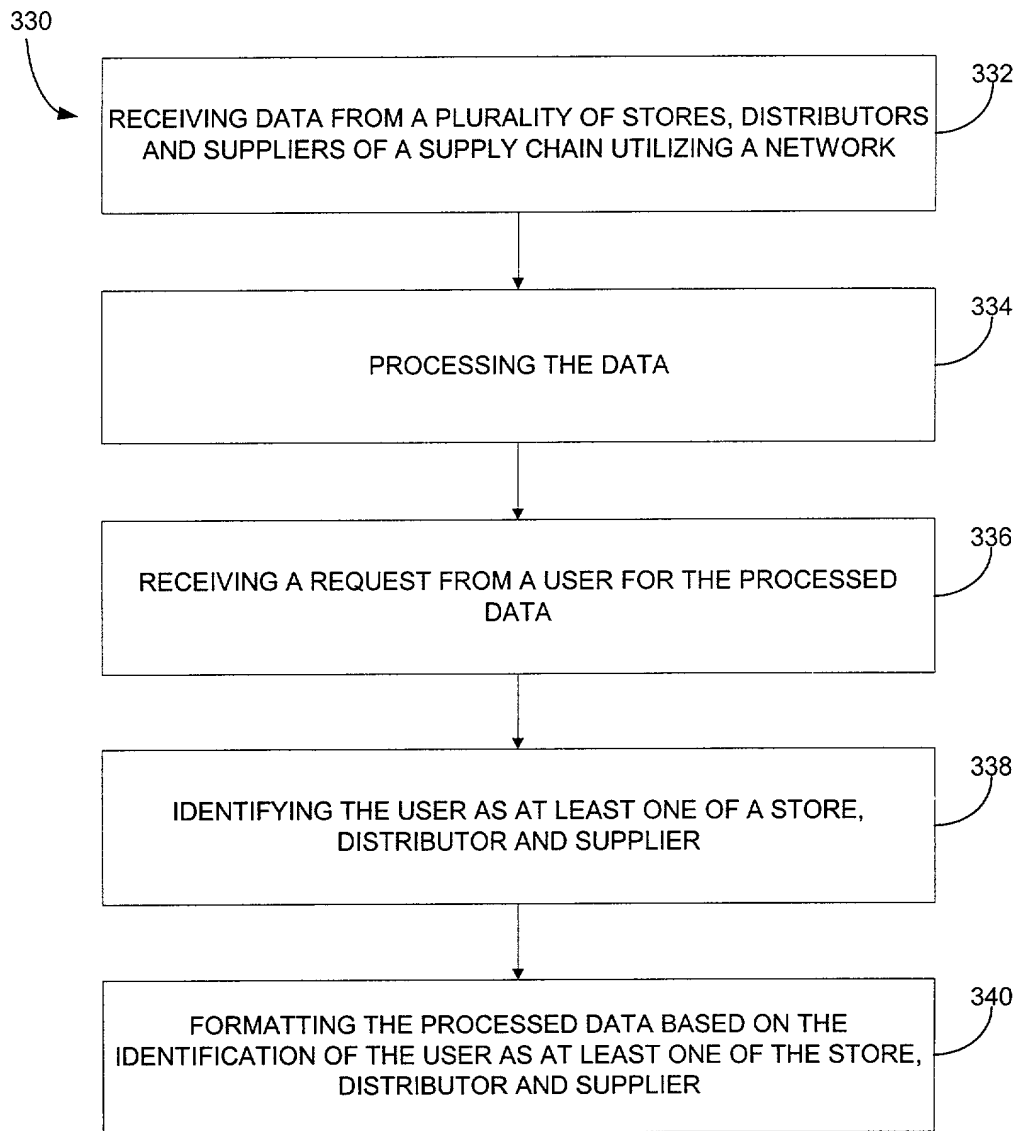 330
332
RECEIVING DATA FROM A PLURALITY OF STORES, DISTRIBUTORS
AND SUPPLIERS OF A SUPPLY CHAIN UTILIZING A NETWORK
334
PROCESSING THE DATA
336
RECEIVING A REQUEST FROM A USER FOR THE PROCESSED
DATA
338
IDENTIFYING THE USER AS AT LEAST ONE OF A STORE,
DISTRIBUTOR AND SUPPLIER
340
FORMATTING THE PROCESSED DATA BASED ON THE
IDENTIFICATION OF THE USER AS AT LEAST ONE OF THE STORE,
DISTRIBUTOR AND SUPPLIER